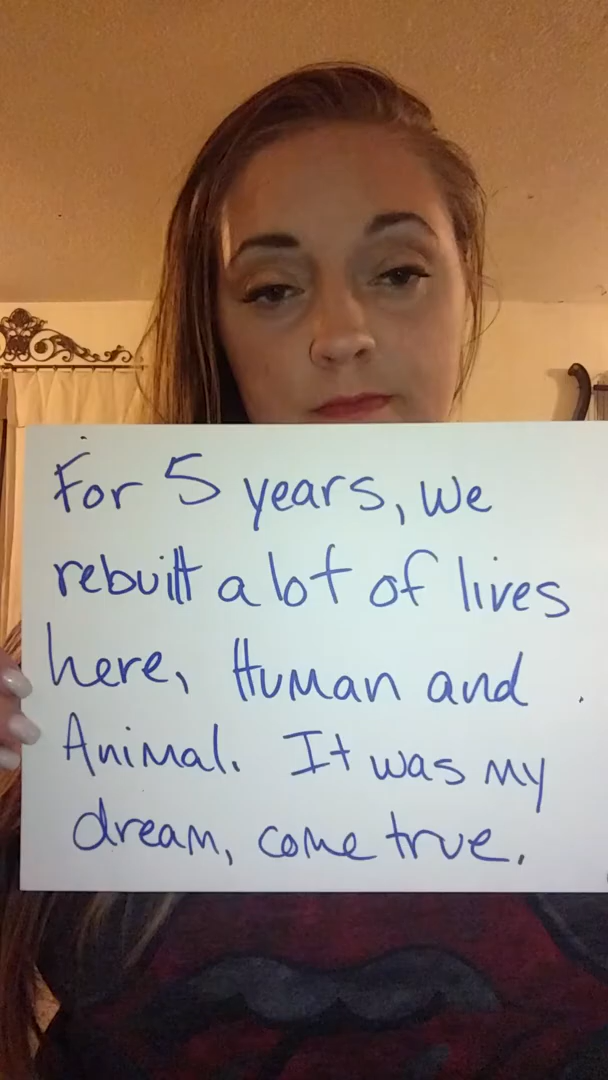 For 5 years, we
rebuilt a lot of lives
here, Human and
Animal. It was my
dream, come true.